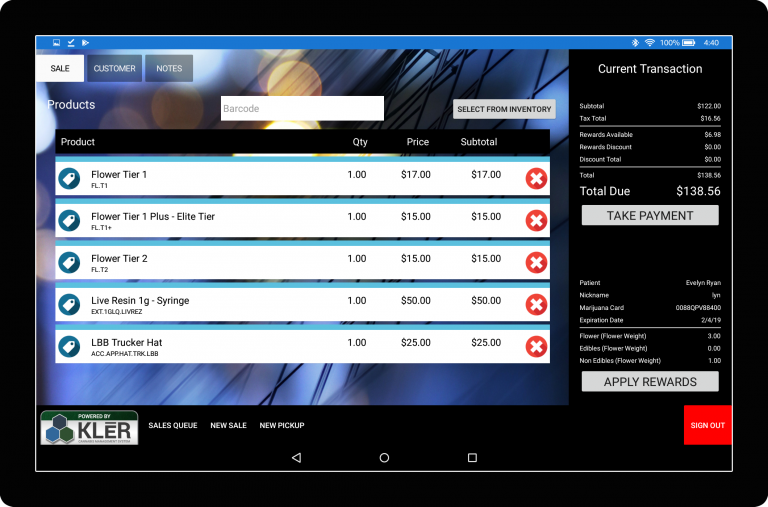 100% 4:40
SALE CUSTOMER NOTES
Products
Barcode
SELECT FROM INVENTORY
Product Qty Price Subtotal
Flower Tier 1 1.00 $17.00 $17.00
FL.T1
Flower Tier 1 Plus - Elite Tier 1.00 $15.00 $15.00
FL.T1+
Flower Tier 2 1.00 $15.00 $15.00
FL.T2
Live Resin 1g - Syringe 1.00 $50.00 $50.00
EXT.1GLQ.LIVREZ
LBB Trucker Hat 1.00 $25.00 $25.00
ACC.APP.HAT.TRK.LBB
Current Transaction
Subtotal $122.00
Tax Total $16.56
Rewards Available $6.98
Rewards Discount $0.00
Discount Total $0.00
Total $138.56
Total Due $138.56
TAKE PAYMENT
Patient Evelyn Ryan
Nickname lyn
Marijuana Card 0088QPV88400
Expiration Date 2/4/19
Flower (Flower Weight) 3.00
Edibles (Flower Weight) 0.00
Non Edibles (Flower Weight) 1.00
APPLY REWARDS
POWERED BY
KLĒR
SALES QUEUE NEW SALE NEW PICKUP
SIGN OUT